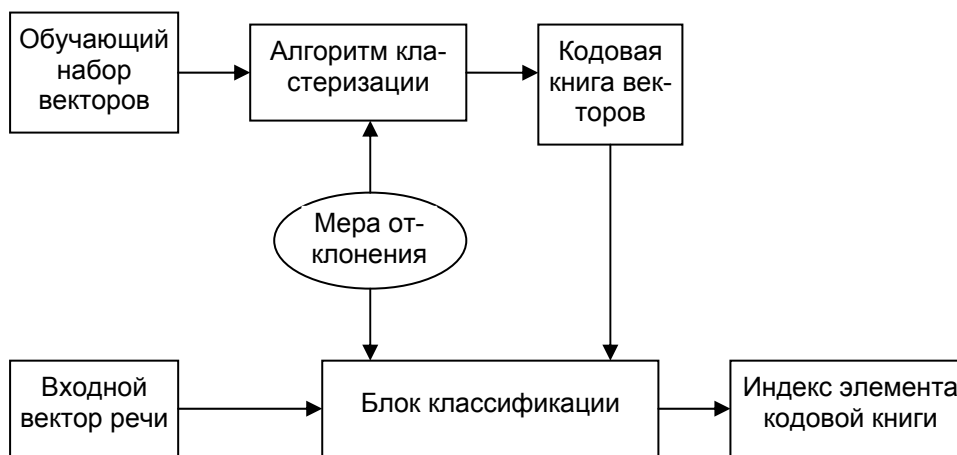 Обучающий
набор
векторов
Алгоритм кла-
стеризации
Кодовая
книга век-
торов
Мера от-
клонения
Входной
вектор речи
Блок классификации
Индекс элемента
кодовой книги